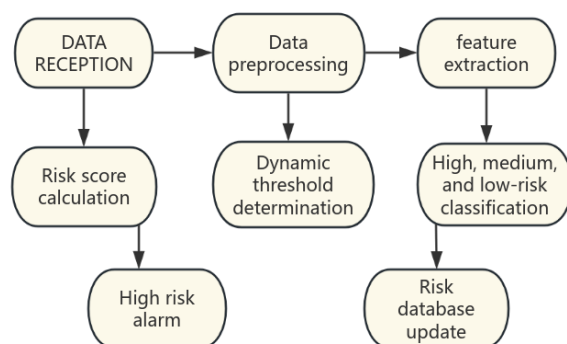 DATA
RECEPTION
Data
preprocessing
feature
extraction
Risk score
calculation
Dynamic
threshold
determination
High, medium,
and low-risk
classification
High risk
alarm
Risk
database
update